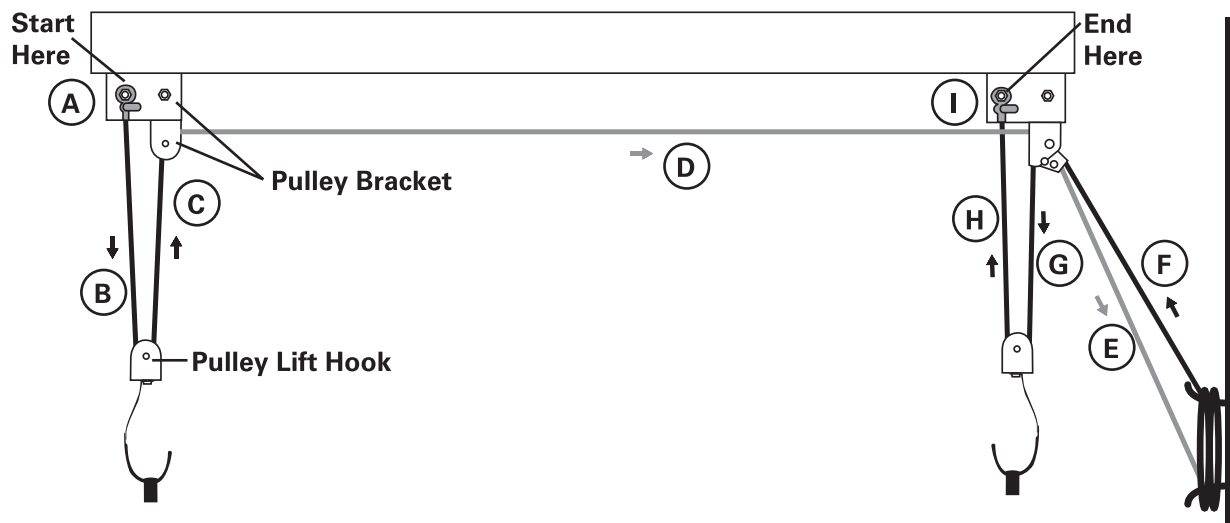 Start
Here
End
Here
A
I
D
Pulley Bracket
C
H
B
G
F
E
Pulley Lift Hook